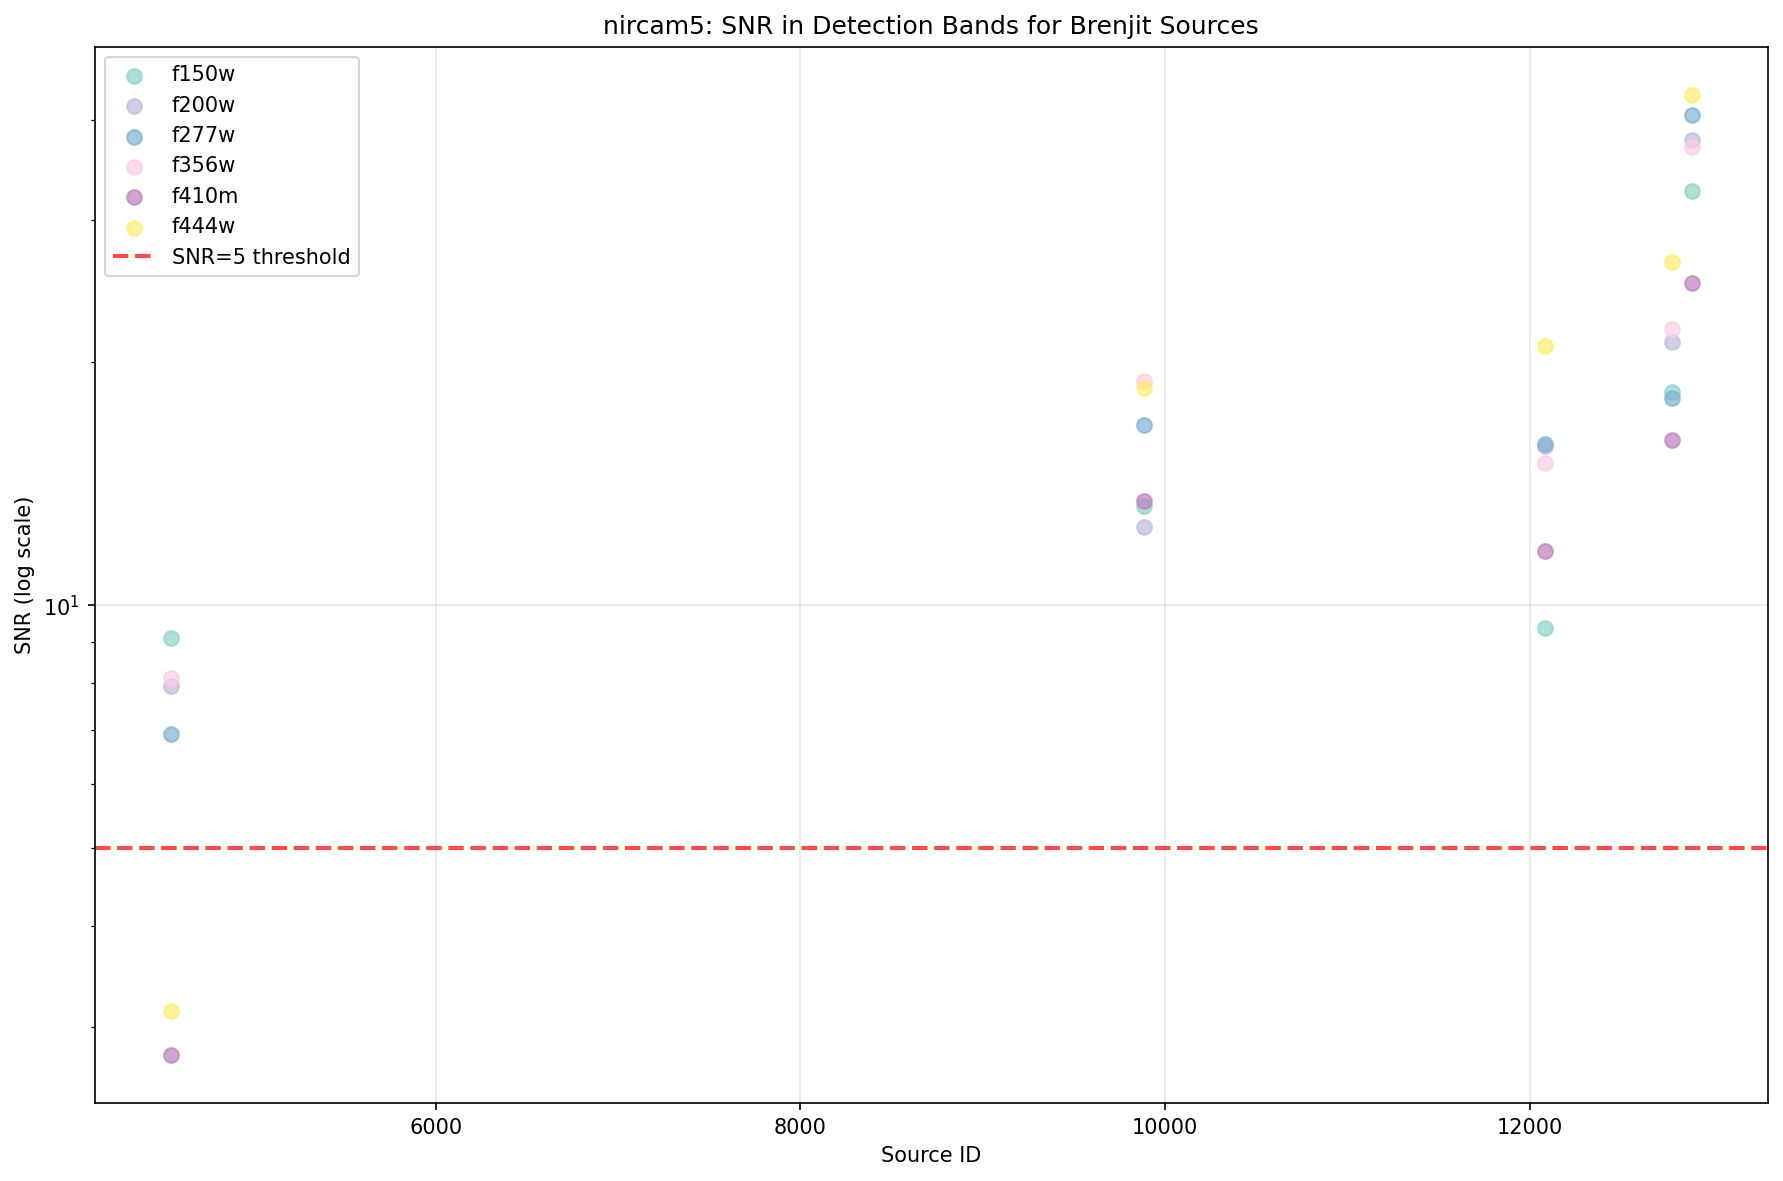 nircam5: SNR in Detection Bands for Brenjit Sources
f150w
f200w
f277w
f356w
f410m
f444w
SNR=5 threshold
SNR (log scale)
10¹
6000
8000
10000
12000
Source ID